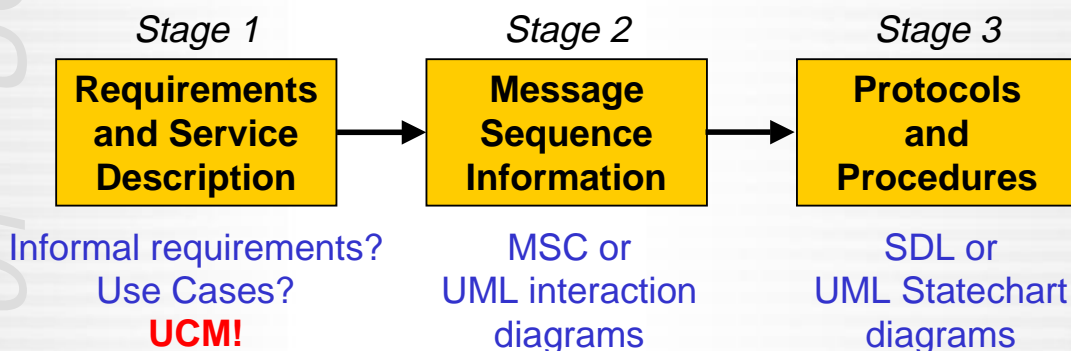 Stage 1
Stage 2
Stage 3
Requirements
and Service
Description
Message
Sequence
Information
Protocols
and
Procedures
Informal requirements?
Use Cases?
UCM!
MSC or
UML interaction
diagrams
SDL or
UML Statechart
diagrams